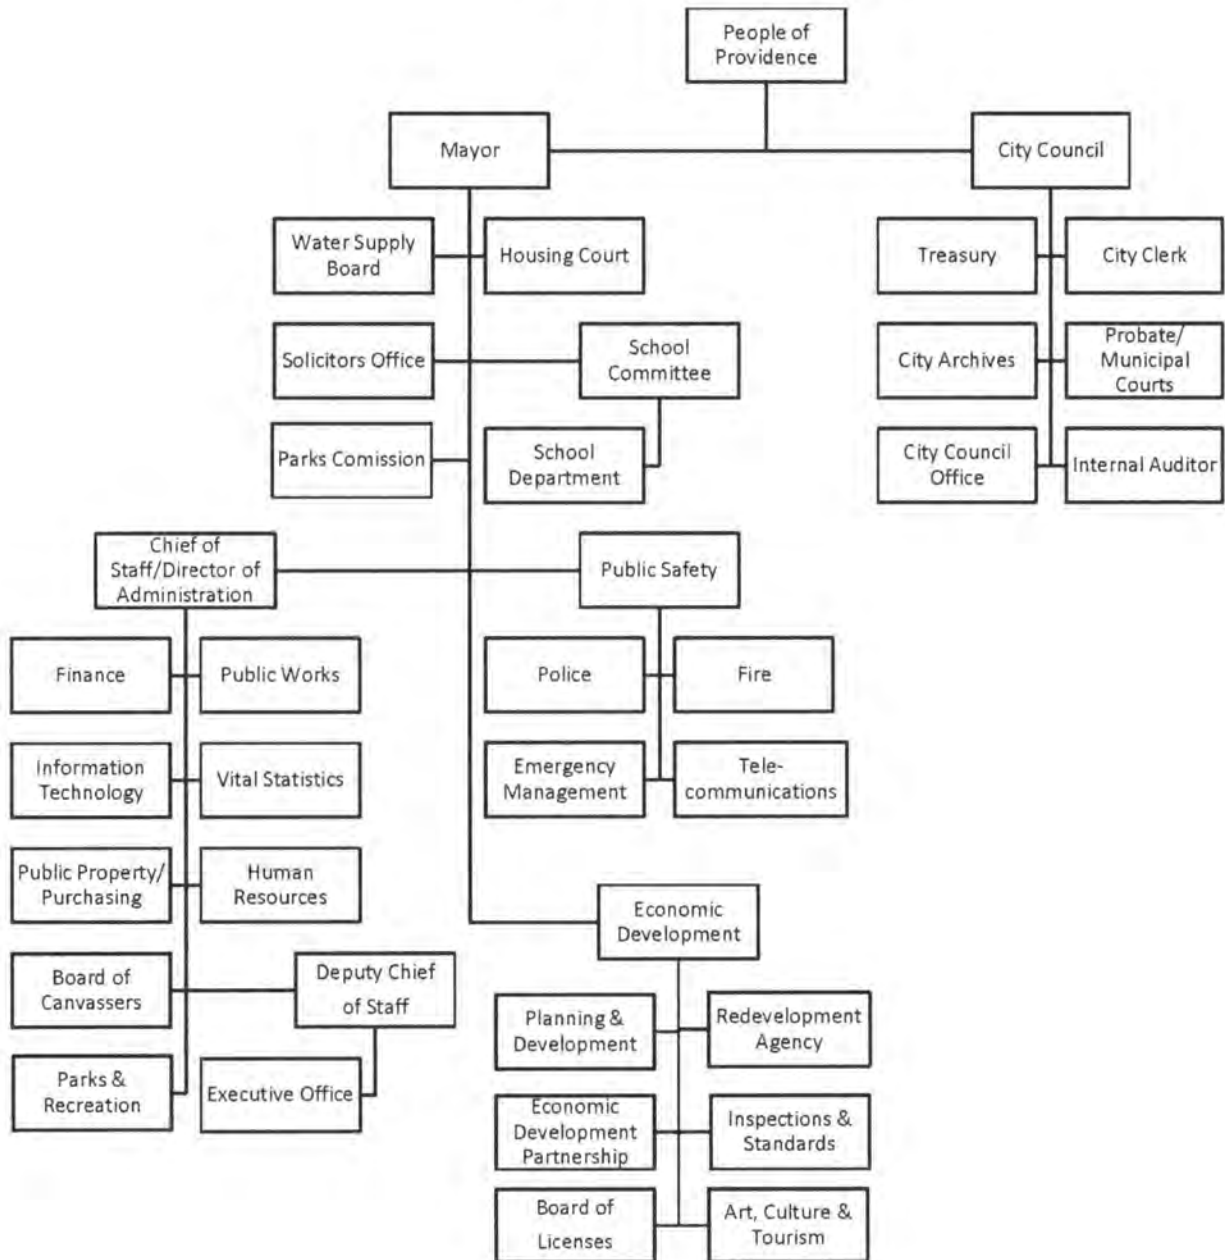 People of
Providence
Mayor
City Council
Water Supply
Board
Housing Court
Treasury
City Clerk
Solicitors Office
School
Committee
City Archives
Probate/
Municipal
Courts
Parks Comission
School
Department
City Council
Office
Internal Auditor
Chief of
Staff/Director of
Administration
Public Safety
Finance
Public Works
Police
Fire
Information
Technology
Vital Statistics
Emergency
Management
Tele-
communications
Public Property/
Purchasing
Human
Resources
Economic
Development
Board of
Canvassers
Deputy Chief
of Staff
Planning &
Development
Redevelopment
Agency
Parks &
Recreation
Executive Office
Economic
Development
Partnership
Inspections &
Standards
Board of
Licenses
Art, Culture &
Tourism